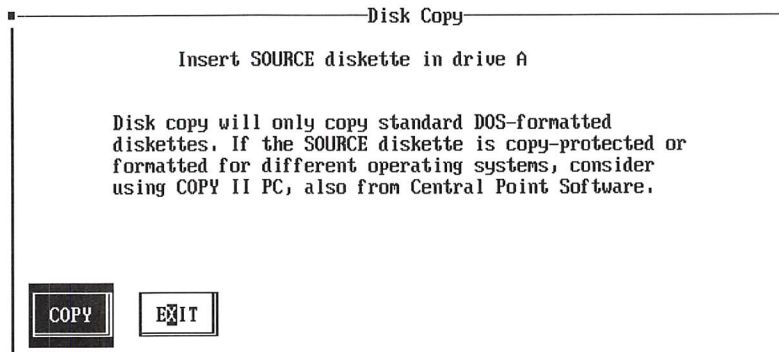 Disk Copy
Insert SOURCE diskette in drive A
Disk copy will only copy standard DOS-formatted
diskettes. If the SOURCE diskette is copy-protected or
formatted for different operating systems, consider
using COPY II PC, also from Central Point Software.
COPY EXIT